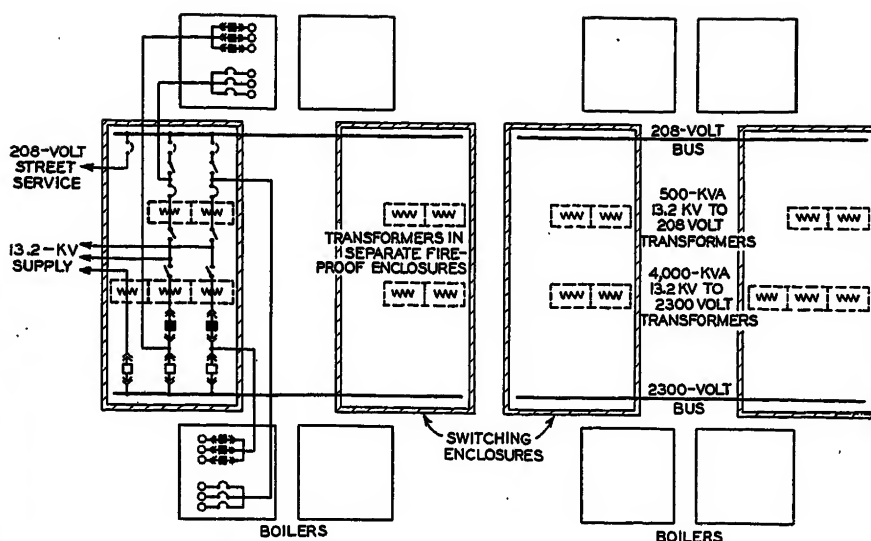 208-VOLT
STREET
SERVICE
13.2-KV
SUPPLY
TRANSFORMERS IN
SEPARATE FIRE-
PROOF ENCLOSURES
208-VOLT
BUS
500-KVA
13.2 KV TO
208 VOLT
TRANSFORMERS
4,000-KVA
13.2 KV TO
2300 VOLT
TRANSFORMERS
2300-VOLT
BUS
SWITCHING
ENCLOSURES
BOILERS
BOILERS